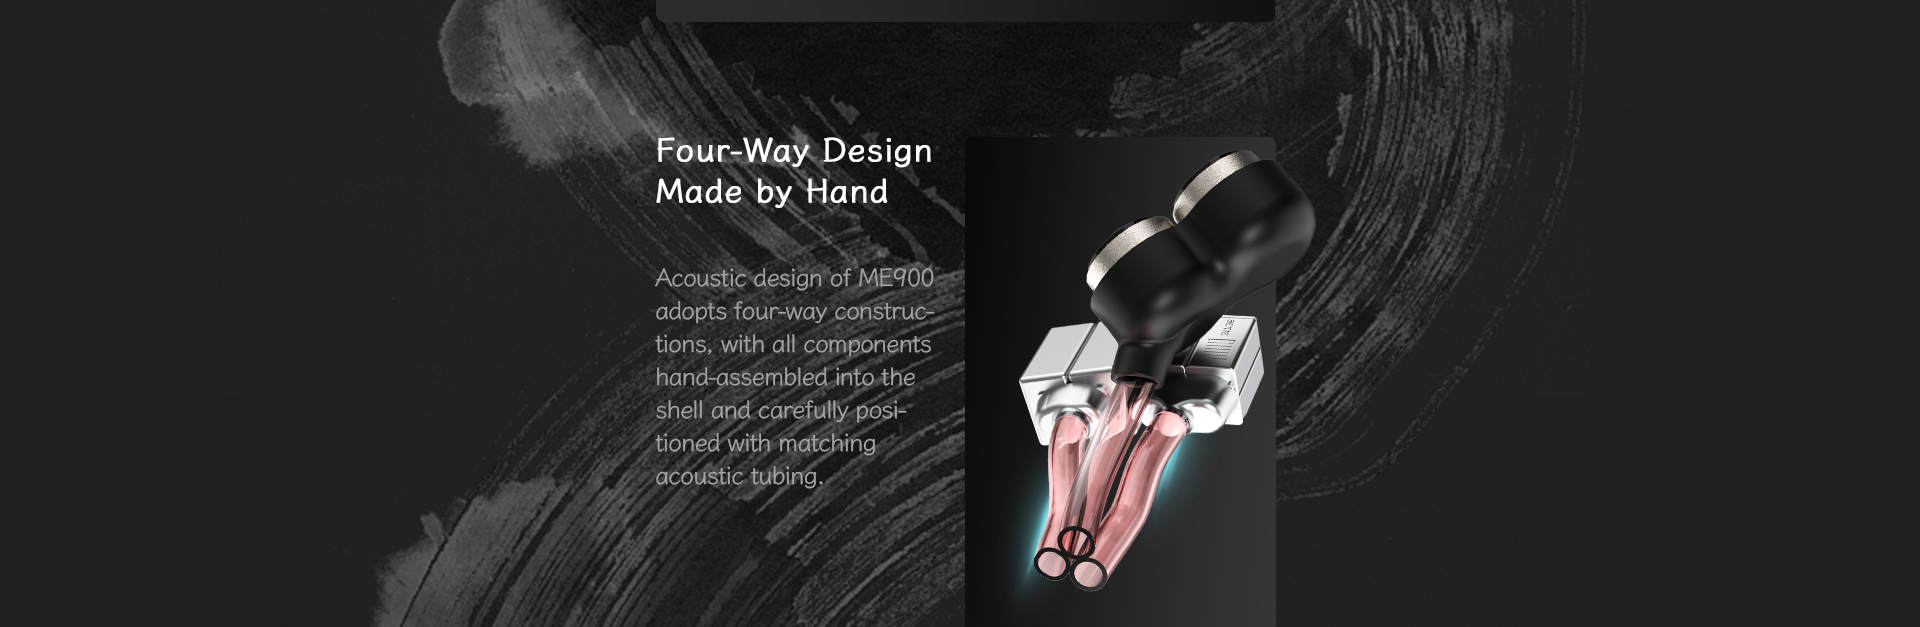 Four-Way Design
Made by Hand
Acoustic design of ME900
adopts four-way construc-
tions, with all components
hand-assembled into the
shell and carefully posi-
tioned with matching
acoustic tubing.